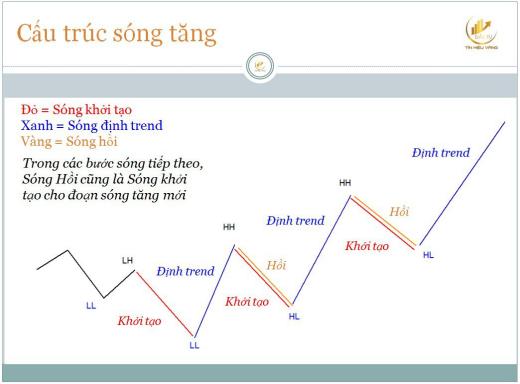 Cấu trúc sóng tăng
TÍN HIỆU VÀNG
Đỏ = Sóng khởi tạo
Xanh = Sóng định trend
Vàng = Sóng hồi
Trong các bước sóng tiếp theo,
Sóng Hồi cũng là Sóng khởi
tạo cho đoạn sóng tăng mới
Định trend
HH
Hồi
Định trend
HH
Khởi tạo
HL
LH
Định trend
Hồi
LL
Khởi tạo
HL
Khởi tạo
LL